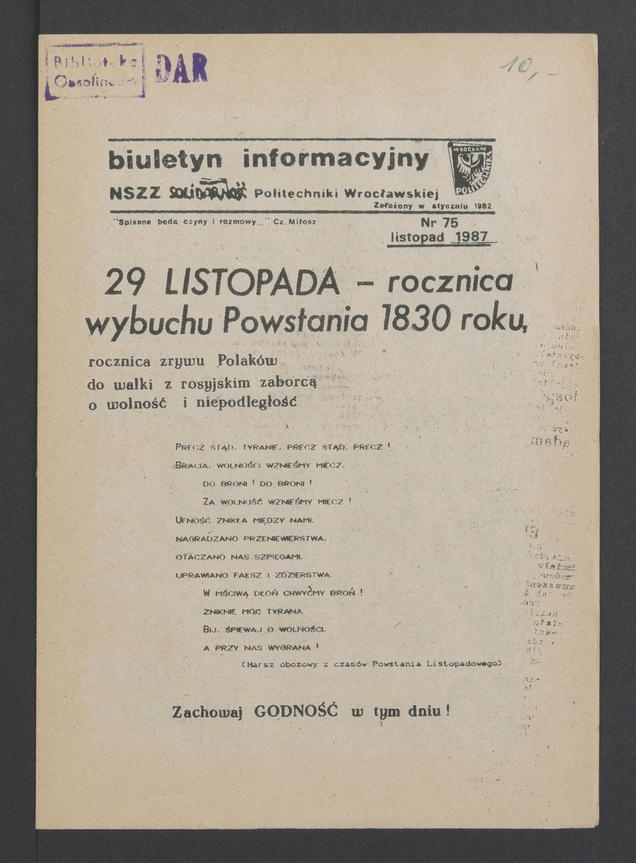 Biblioteka
Ossolineum
DAR
10,-
biuletyn informacyjny
WROCŁAW
POLITECHNIKA
NSZZ SOLIDARNOŚĆ Politechniki Wrocławskiej
Założony w styczniu 1982
"Spisane będą czyny i rozmowy..." Cz. Miłosz
Nr 75
listopad 1987
29 LISTOPADA – rocznica
wybuchu Powstania 1830 roku,
rocznica zrywu Polaków
do walki z rosyjskim zaborcą
o wolność i niepodległość
PRECZ STĄD, TYRANIE, PRECZ STĄD, PRECZ !
BRACIA, WOLNOŚCI WZNIEŚMY MIECZ.
DO BRONI ! DO BRONI !
ZA WOLNOŚĆ WZNIEŚMY MIECZ !
UFNOŚĆ ZNIKŁA MIĘDZY NAMI.
NAGRADZANO PRZENIEWIERSTWA.
OTACZANO NAS SZPIEGAMI.
UPRAWIANO FAŁSZ I ZDZIERSTWA.
W MŚCIWĄ DŁOŃ CHWYĆMY BROŃ !
ZNIKNIE MOC TYRANA.
BIJ, ŚPIEWAJ O WOLNOŚCI.
A PRZY NAS WYGRANA !
(Marsz obozowy z czasów Powstania Listopadowego)
Zachowaj GODNOŚĆ w tym dniu !